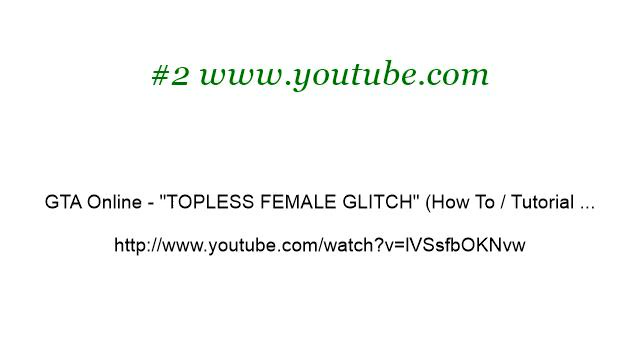 #2 www.youtube.com
GTA Online - "TOPLESS FEMALE GLITCH" (How To / Tutorial ...
http://www.youtube.com/watch?v=lVSsfbOKNvw